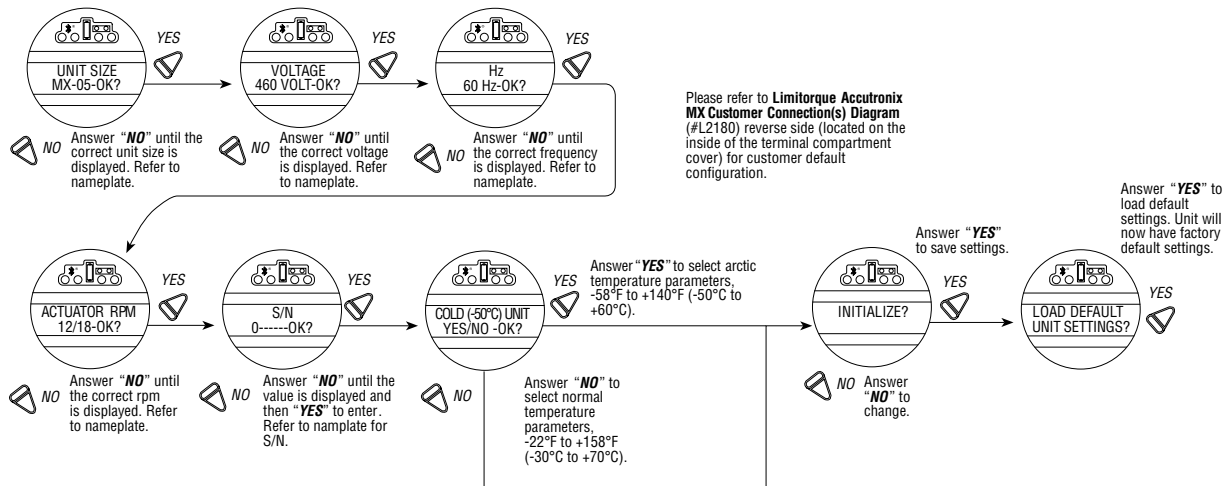 YES
UNIT SIZE
MX-05-OK?
NO
Answer “NO” until the
correct unit size is
displayed. Refer to
nameplate.
YES
VOLTAGE
460 VOLT-OK?
NO
Answer “NO” until
the correct voltage
is displayed. Refer
to nameplate.
YES
Hz
60 Hz-OK?
NO
Answer “NO” until
the correct frequency
is displayed. Refer to
nameplate.
Please refer to Limitorque Accutronix
MX Customer Connection(s) Diagram
(#L2180) reverse side (located on the
inside of the terminal compartment
cover) for customer default
configuration.
YES
ACTUATOR RPM
12/18-OK?
NO
Answer “NO” until
the correct rpm
is displayed. Refer
to nameplate.
YES
S/N
0------OK?
NO
Answer “NO” until the
value is displayed and
then “YES” to enter.
Refer to namplate for
S/N.
YES
COLD (-50°C) UNIT
YES/NO -OK?
NO
Answer “YES” to select arctic
temperature parameters,
-58°F to +140°F (-50°C to
+60°C).
Answer “NO” to
select normal
temperature
parameters,
-22°F to +158°F
(-30°C to +70°C).
Answer “YES”
to save settings.
YES
INITIALIZE?
NO
Answer
“NO” to
change.
Answer “YES” to
load default
settings. Unit will
now have factory
default settings.
YES
LOAD DEFAULT
UNIT SETTINGS?